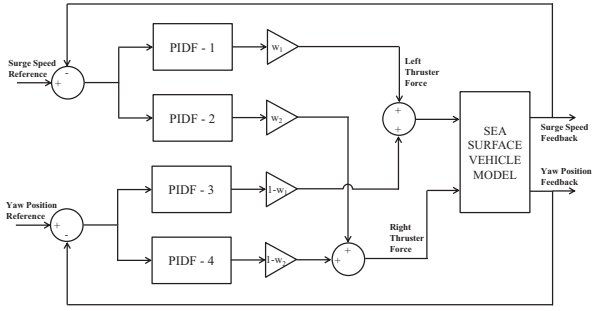 Surge Speed
Reference
-
+
PIDF - 1
w1
PIDF - 2
w2
Left
Thruster
Force
+
+
SEA
SURFACE
VEHICLE
MODEL
Surge Speed
Feedback
Yaw Position
Feedback
PIDF - 3
1-w1
Yaw Position
Reference
+
-
PIDF - 4
1-w2
+
+
Right
Thruster
Force